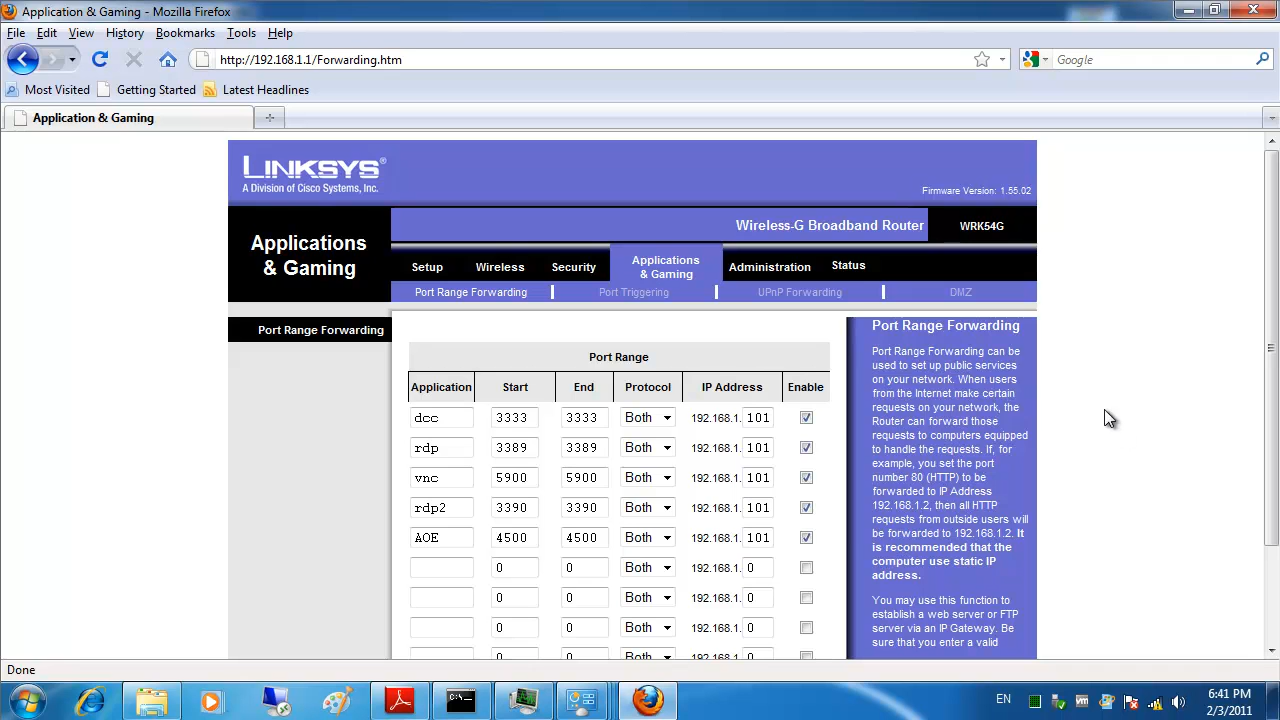 Application & Gaming - Mozilla Firefox
File Edit View History Bookmarks Tools Help
http://192.168.1.1/Forwarding.htm
Google
Most Visited Getting Started Latest Headlines
Application & Gaming
LINKSYS®
A Division of Cisco Systems, Inc.
Firmware Version: 1.55.02
Wireless-G Broadband Router WRK54G
Applications
& Gaming
Setup Wireless Security Applications & Gaming Administration Status
Port Range Forwarding Port Triggering UPnP Forwarding DMZ
Port Range Forwarding
Port Range
Application Start End Protocol IP Address Enable
dcc 3333 3333 Both 192.168.1. 101
rdp 3389 3389 Both 192.168.1. 101
vnc 5900 5900 Both 192.168.1. 101
rdp2 3390 3390 Both 192.168.1. 101
AOE 4500 4500 Both 192.168.1. 101
0 0 Both 192.168.1. 0
0 0 Both 192.168.1. 0
0 0 Both 192.168.1. 0
0 0 Both 192.168.1. 0
Port Range Forwarding
Port Range Forwarding can be
used to set up public services
on your network. When users
from the Internet make certain
requests on your network, the
Router can forward those
requests to computers equipped
to handle the requests. If, for
example, you set the port
number 80 (HTTP) to be
forwarded to IP Address
192.168.1.2, then all HTTP
requests from outside users will
be forwarded to 192.168.1.2. It
is recommended that the
computer use static IP
address.
You may use this function to
establish a web server or FTP
server via an IP Gateway. Be
sure that you enter a valid
Done
EN
6:41 PM
2/3/2011